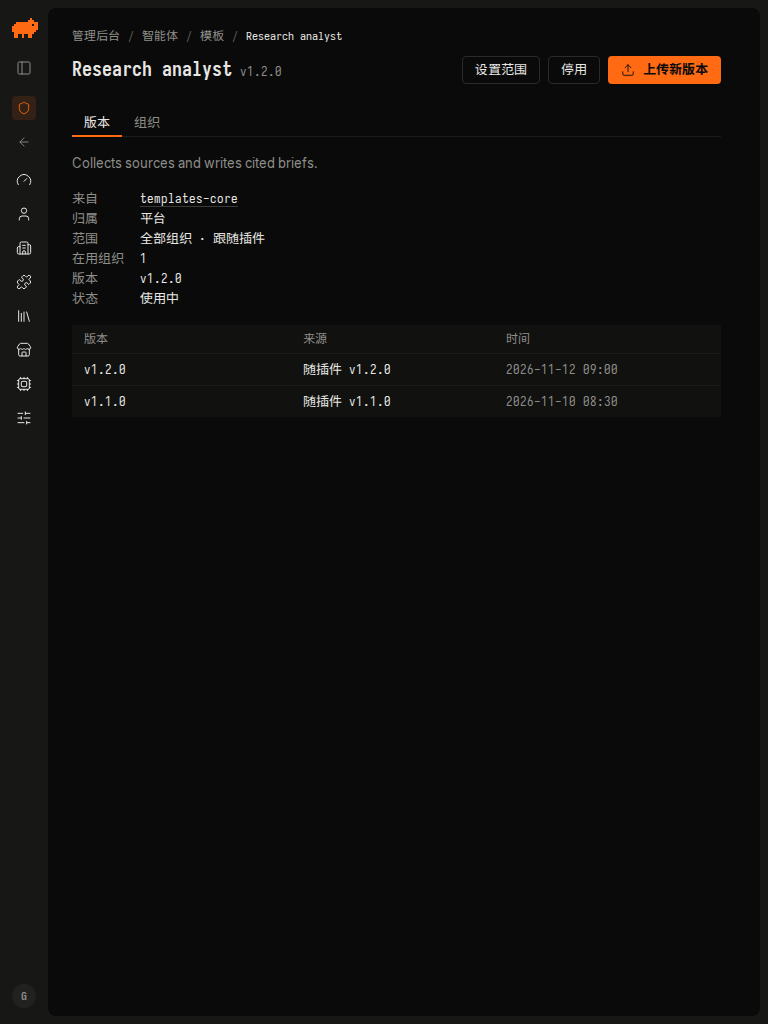 管理后台 / 智能体 / 模板 / Research analyst
Research analyst v1.2.0
设置范围 停用 上传新版本
版本 组织
Collects sources and writes cited briefs.
来自 templates-core
归属 平台
范围 全部组织 · 跟随插件
在用组织 1
版本 v1.2.0
状态 使用中
版本 来源 时间
v1.2.0 随插件 v1.2.0 2026-11-12 09:00
v1.1.0 随插件 v1.1.0 2026-11-10 08:30
G